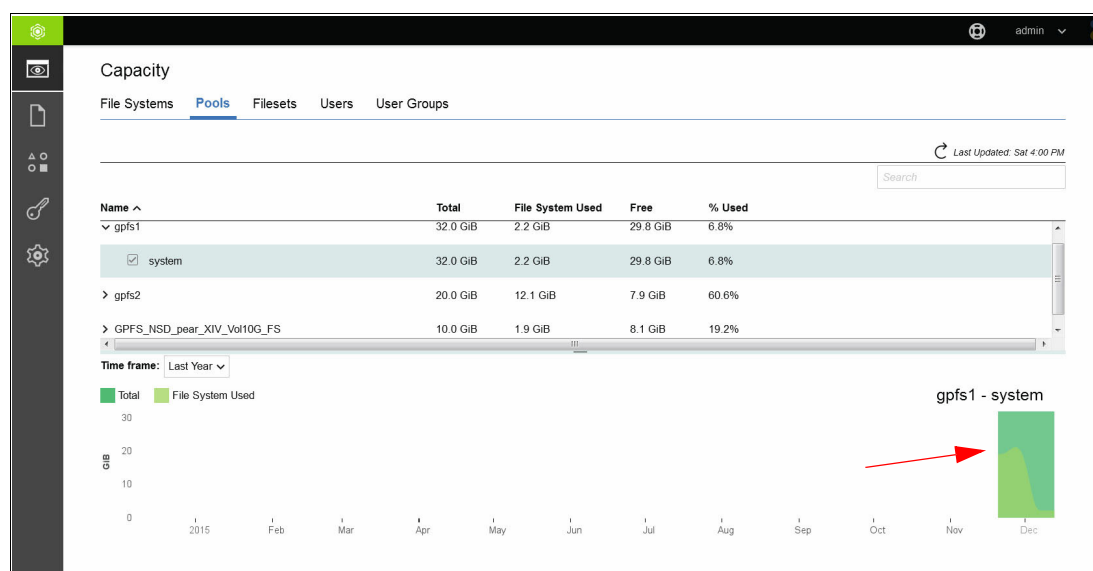 admin
Capacity
File Systems Pools Filesets Users User Groups
Last Updated: Sat 4:00 PM
Search
Name Total File System Used Free % Used
gpfs1 32.0 GiB 2.2 GiB 29.8 GiB 6.8%
system 32.0 GiB 2.2 GiB 29.8 GiB 6.8%
gpfs2 20.0 GiB 12.1 GiB 7.9 GiB 60.6%
GPFS_NSD_pear_XIV_Vol10G_FS 10.0 GiB 1.9 GiB 8.1 GiB 19.2%
Time frame: Last Year
Total File System Used
gpfs1 - system
30
20
GiB
10
0
2015 Feb Mar Apr May Jun Jul Aug Sep Oct Nov Dec